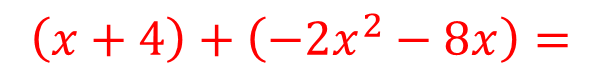 (x + 4) + (−2x² − 8x) =